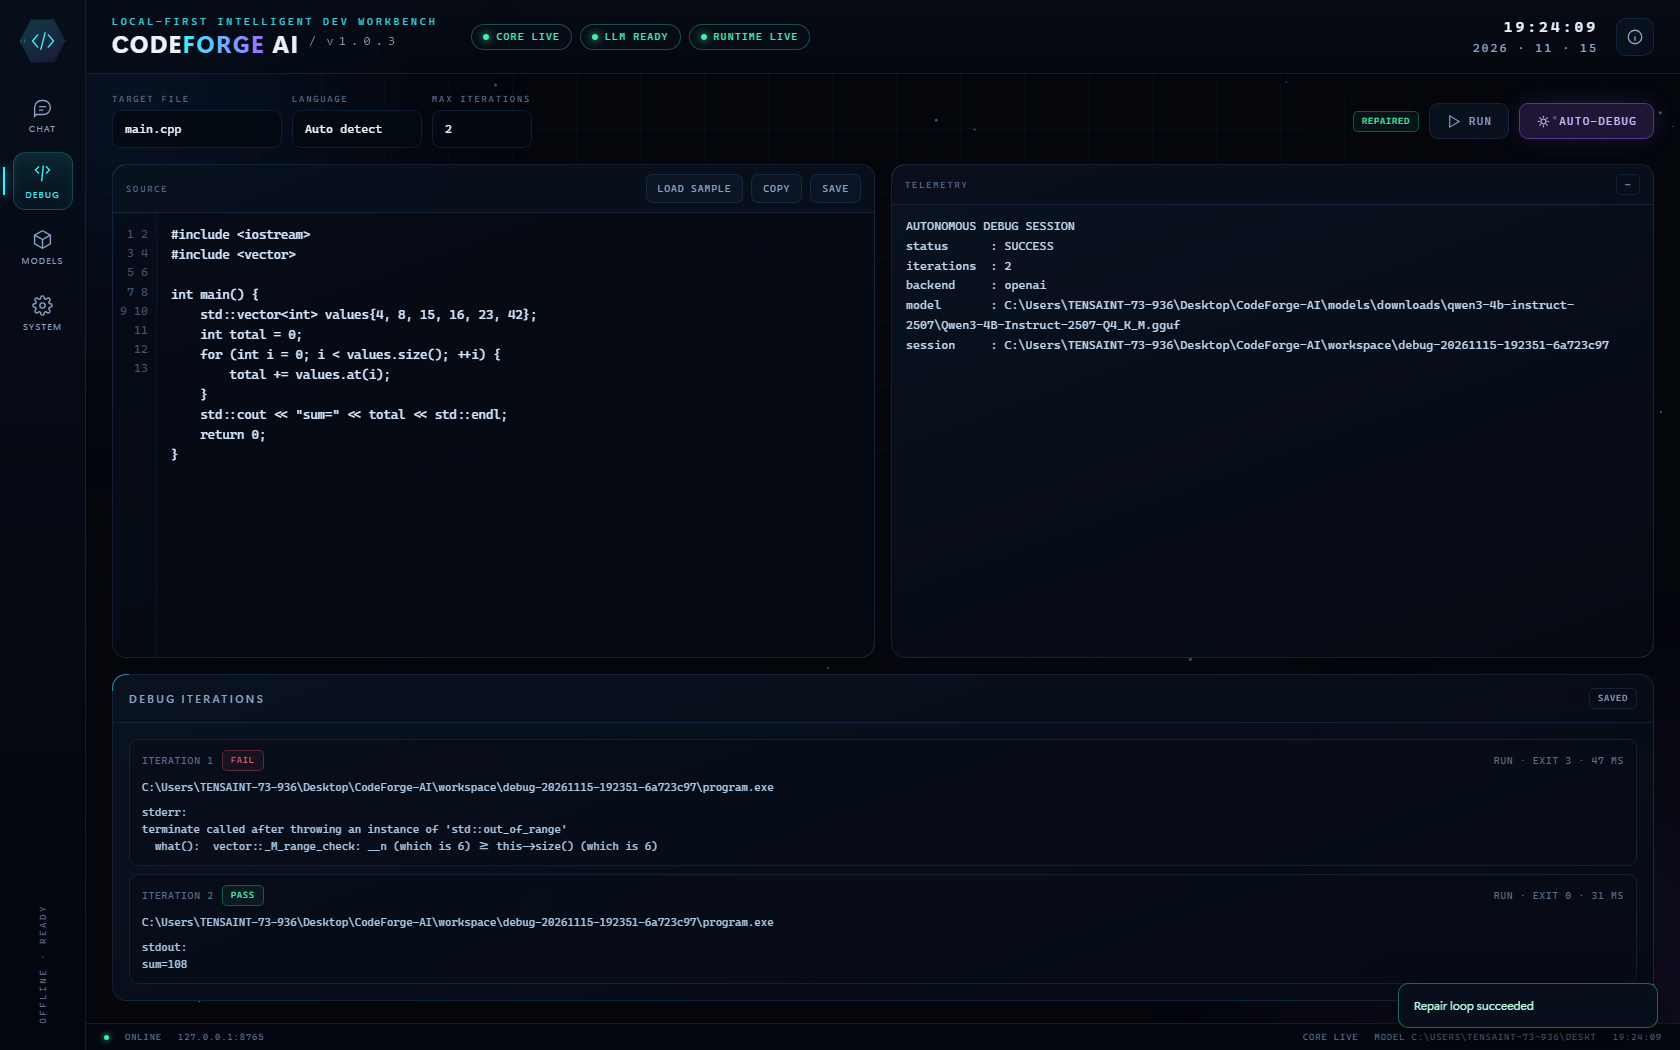 LOCAL-FIRST INTELLIGENT DEV WORKBENCH
CODEFORGE AI / v1.0.3
CORE LIVE
LLM READY
RUNTIME LIVE
19:24:09
2026 · 11 · 15
CHAT
DEBUG
MODELS
SYSTEM
OFFLINE · READY
TARGET FILE
main.cpp
LANGUAGE
Auto detect
MAX ITERATIONS
2
REPAIRED
RUN
AUTO-DEBUG
SOURCE
LOAD SAMPLE
COPY
SAVE
1 2
3 4
5 6
7 8
9 10
11
12
13
#include <iostream>
#include <vector>
int main() {
std::vector<int> values{4, 8, 15, 16, 23, 42};
int total = 0;
for (int i = 0; i < values.size(); ++i) {
total += values.at(i);
}
std::cout << "sum=" << total << std::endl;
return 0;
}
TELEMETRY
–
AUTONOMOUS DEBUG SESSION
status : SUCCESS
iterations : 2
backend : openai
model : C:\Users\TENSAINT-73-936\Desktop\CodeForge-AI\models\downloads\qwen3-4b-instruct-
2507\Qwen3-4B-Instruct-2507-Q4_K_M.gguf
session : C:\Users\TENSAINT-73-936\Desktop\CodeForge-AI\workspace\debug-20261115-192351-6a723c97
DEBUG ITERATIONS
SAVED
ITERATION 1 FAIL
RUN · EXIT 3 · 47 MS
C:\Users\TENSAINT-73-936\Desktop\CodeForge-AI\workspace\debug-20261115-192351-6a723c97\program.exe
stderr:
terminate called after throwing an instance of 'std::out_of_range'
what(): vector::_M_range_check: __n (which is 6) >= this->size() (which is 6)
ITERATION 2 PASS
RUN · EXIT 0 · 31 MS
C:\Users\TENSAINT-73-936\Desktop\CodeForge-AI\workspace\debug-20261115-192351-6a723c97\program.exe
stdout:
sum=108
Repair loop succeeded
ONLINE 127.0.0.1:8765
CORE LIVE MODEL C:\USERS\TENSAINT-73-936\DESKT 19:24:09